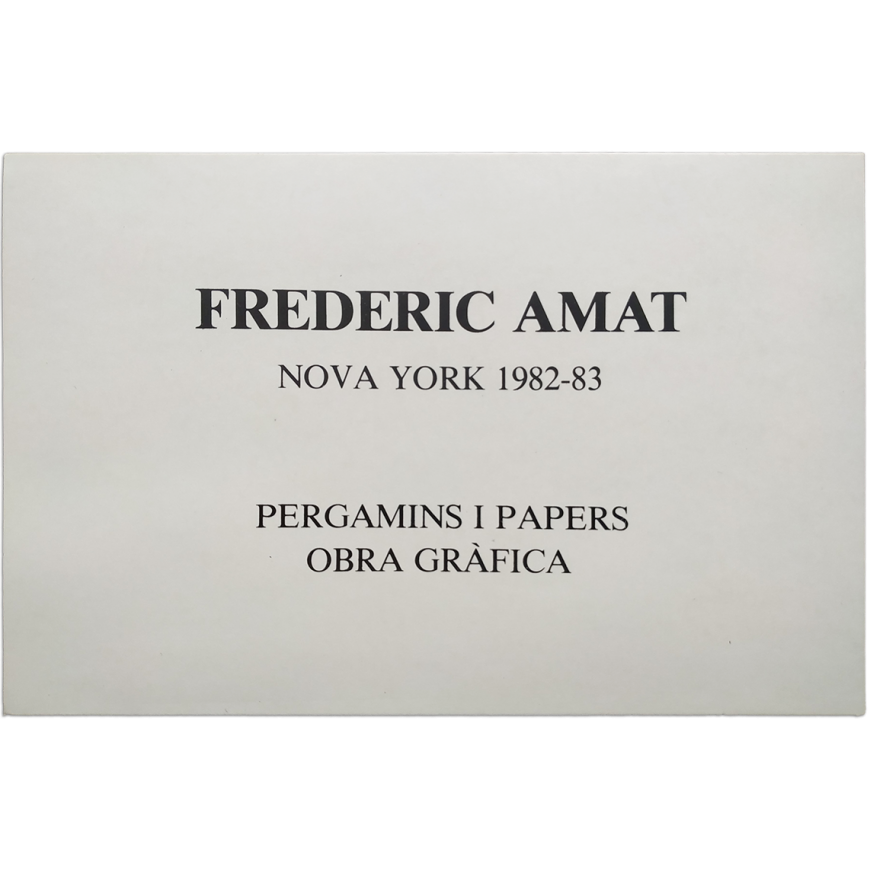 FREDERIC AMAT
NOVA YORK 1982-83
PERGAMINS I PAPERS
OBRA GRÀFICA